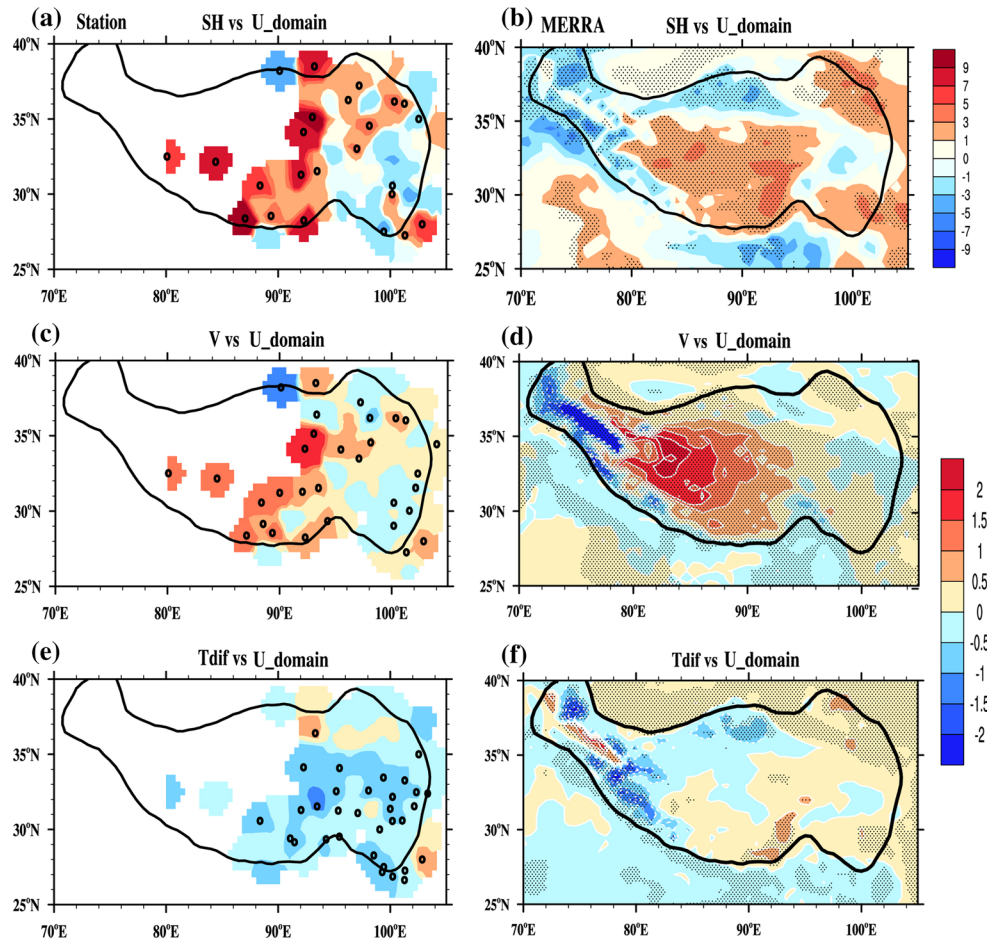 (a) Station SH vs U_domain
40°N
35°N
30°N
25°N
70°E 80°E 90°E 100°E
(b) MERRA SH vs U_domain
40°N
35°N
30°N
25°N
70°E 80°E 90°E 100°E
9
7
5
3
1
0
-1
-3
-5
-7
-9
(c) V vs U_domain
40°N
35°N
30°N
25°N
70°E 80°E 90°E 100°E
(d) V vs U_domain
40°N
35°N
30°N
25°N
70°E 80°E 90°E 100°E
(e) Tdif vs U_domain
40°N
35°N
30°N
25°N
70°E 80°E 90°E 100°E
(f) Tdif vs U_domain
40°N
35°N
30°N
25°N
70°E 80°E 90°E 100°E
2
1.5
1
0.5
0
-0.5
-1
-1.5
-2